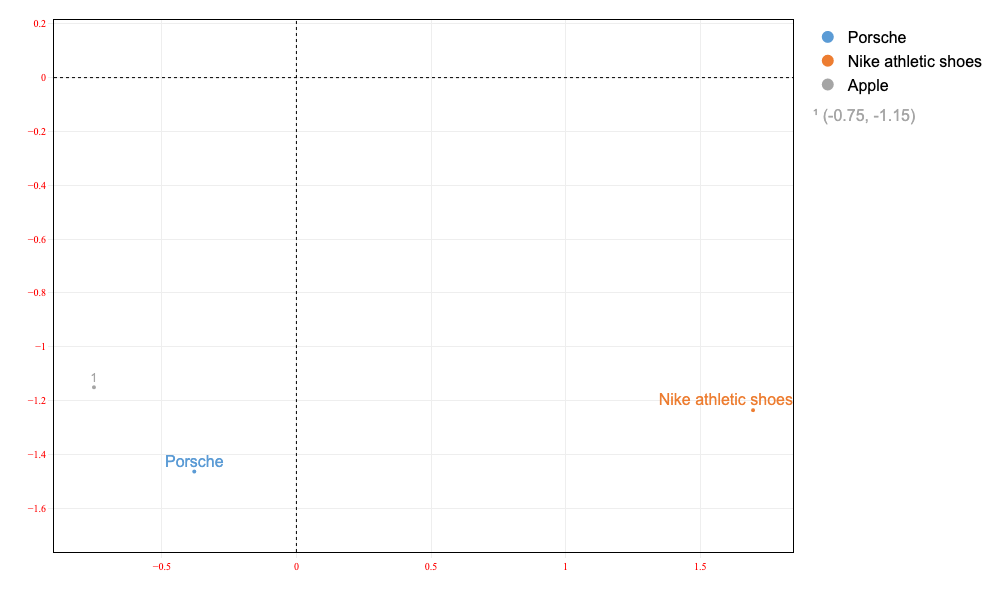 0.2
0
−0.2
−0.4
−0.6
−0.8
−1
−1.2
−1.4
−1.6
−0.5
0
0.5
1
1.5
1
Nike athletic shoes
Porsche
Porsche
Nike athletic shoes
Apple
¹ (-0.75, -1.15)